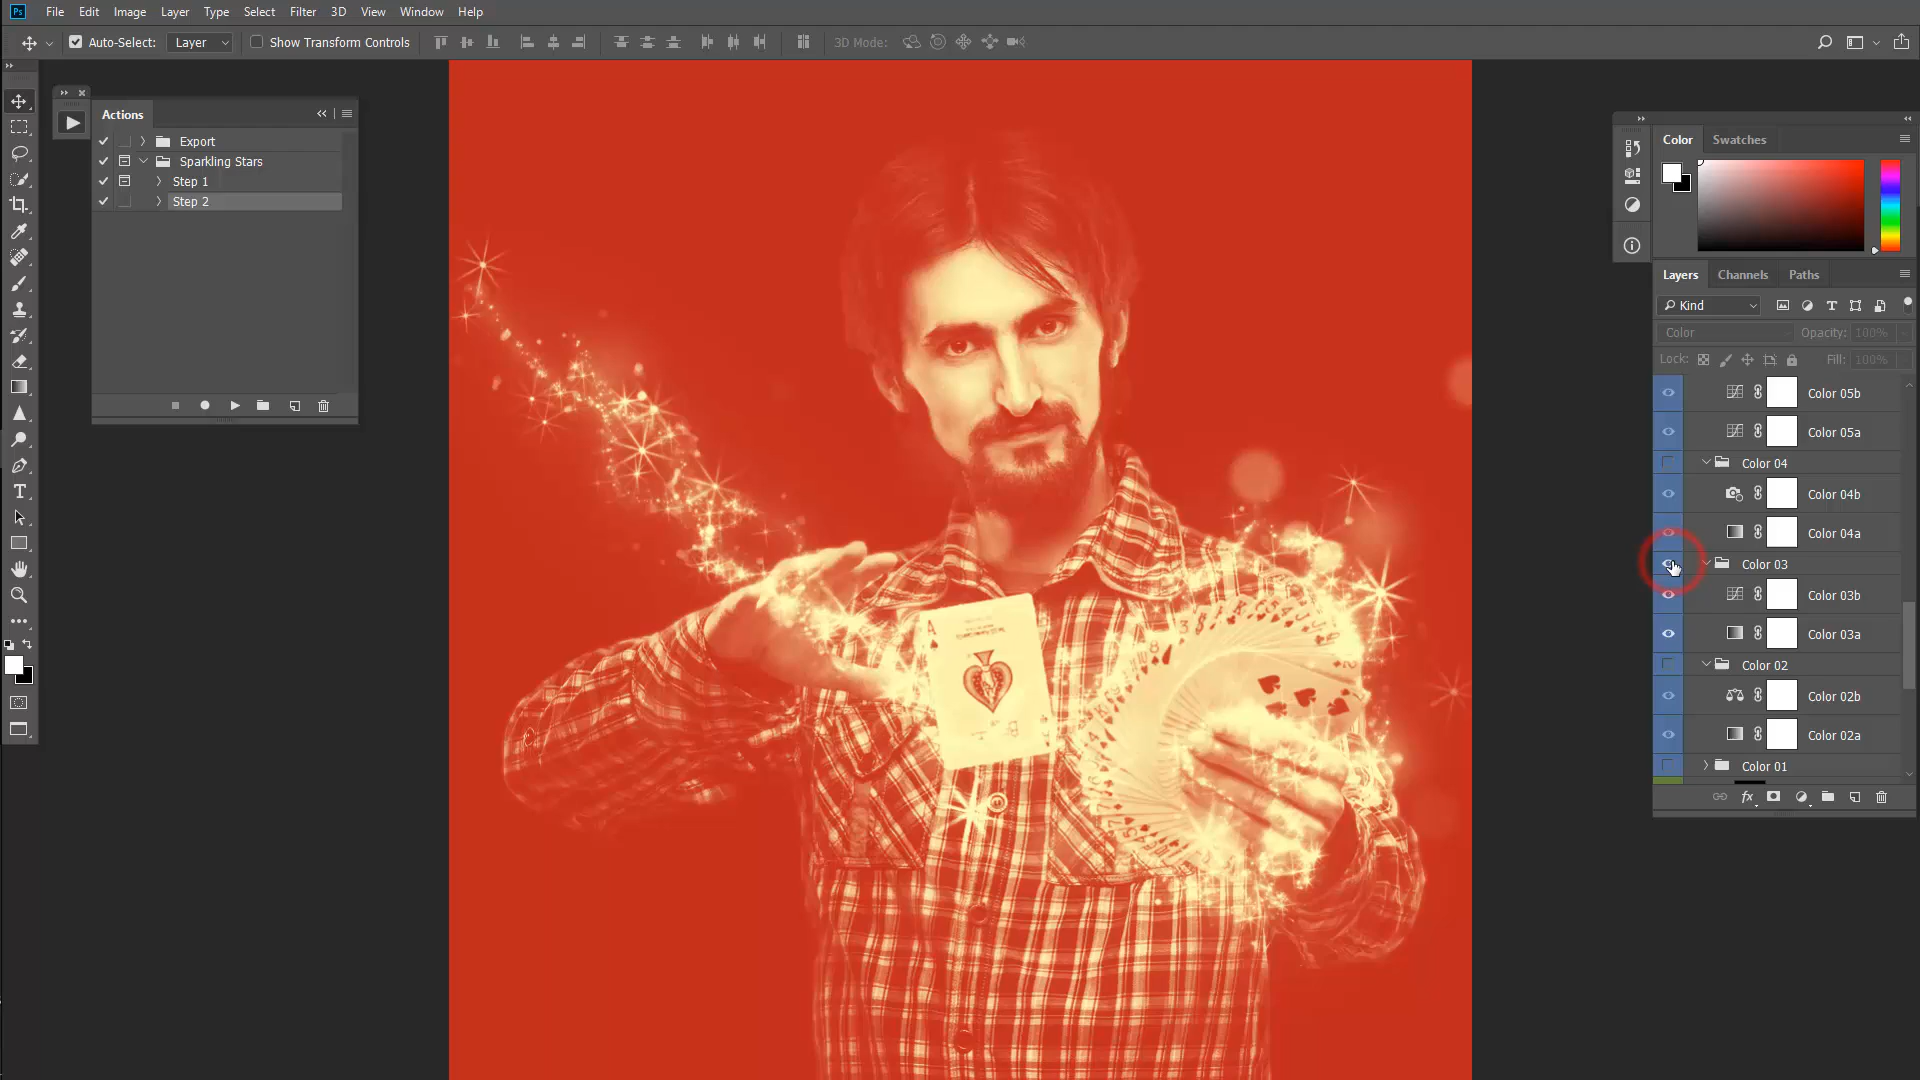 Ps File Edit Image Layer Type Select Filter 3D View Window Help
Auto-Select: Layer Show Transform Controls 3D Mode:
Actions
Export
Sparkling Stars
Step 1
Step 2
Color Swatches
Layers Channels Paths
Kind
Color Opacity: 100%
Lock: Fill: 100%
Color 05b
Color 05a
Color 04
Color 04b
Color 04a
Color 03
Color 03b
Color 03a
Color 02
Color 02b
Color 02a
Color 01
fx
A